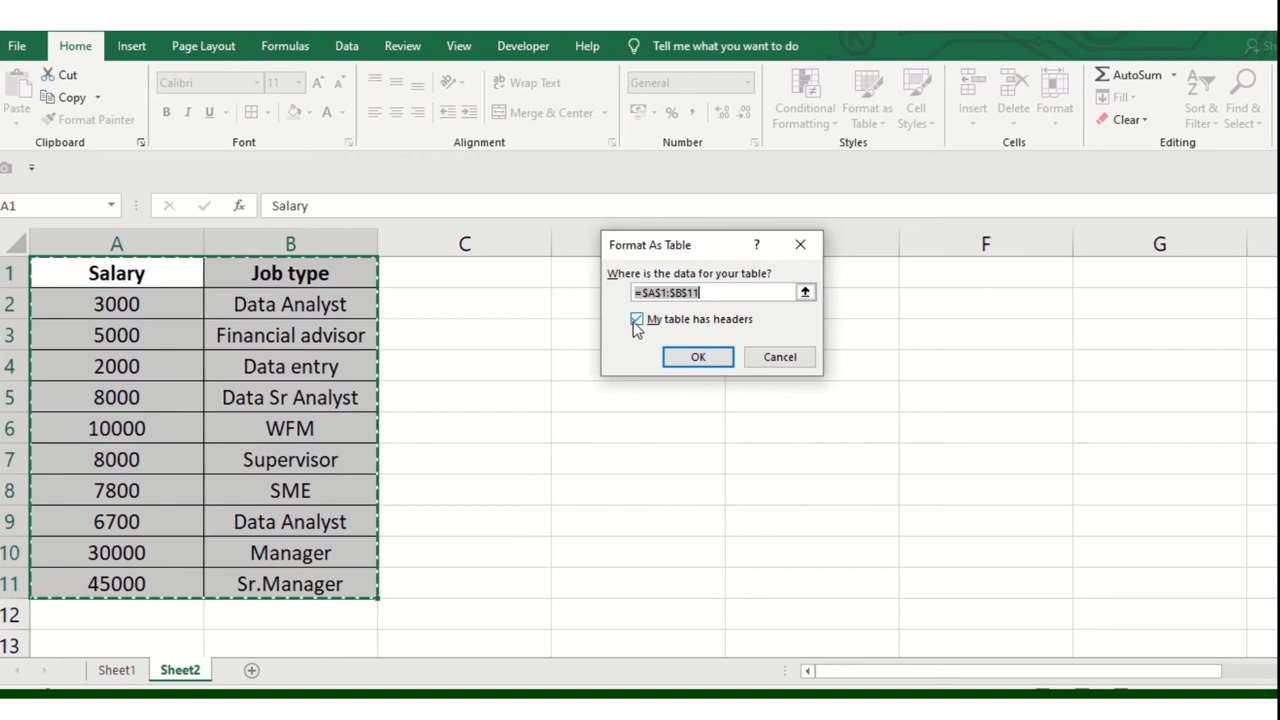 File Home Insert Page Layout Formulas Data Review View Developer Help Tell me what you want to do
Paste
Cut
Copy
Format Painter
Clipboard
Calibri 11
B I U
Font
Wrap Text
Merge & Center
Alignment
General
Number
Conditional Formatting
Format as Table
Cell Styles
Styles
Insert
Delete
Format
Cells
AutoSum
Fill
Clear
Sort & Filter
Find & Select
Editing
A1 fx Salary
A B C F G
1 Salary Job type
2 3000 Data Analyst
3 5000 Financial advisor
4 2000 Data entry
5 8000 Data Sr Analyst
6 10000 WFM
7 8000 Supervisor
8 7800 SME
9 6700 Data Analyst
10 30000 Manager
11 45000 Sr.Manager
12
13
Format As Table ?
Where is the data for your table?
=$A$1:$B$11
My table has headers
OK Cancel
Sheet1 Sheet2